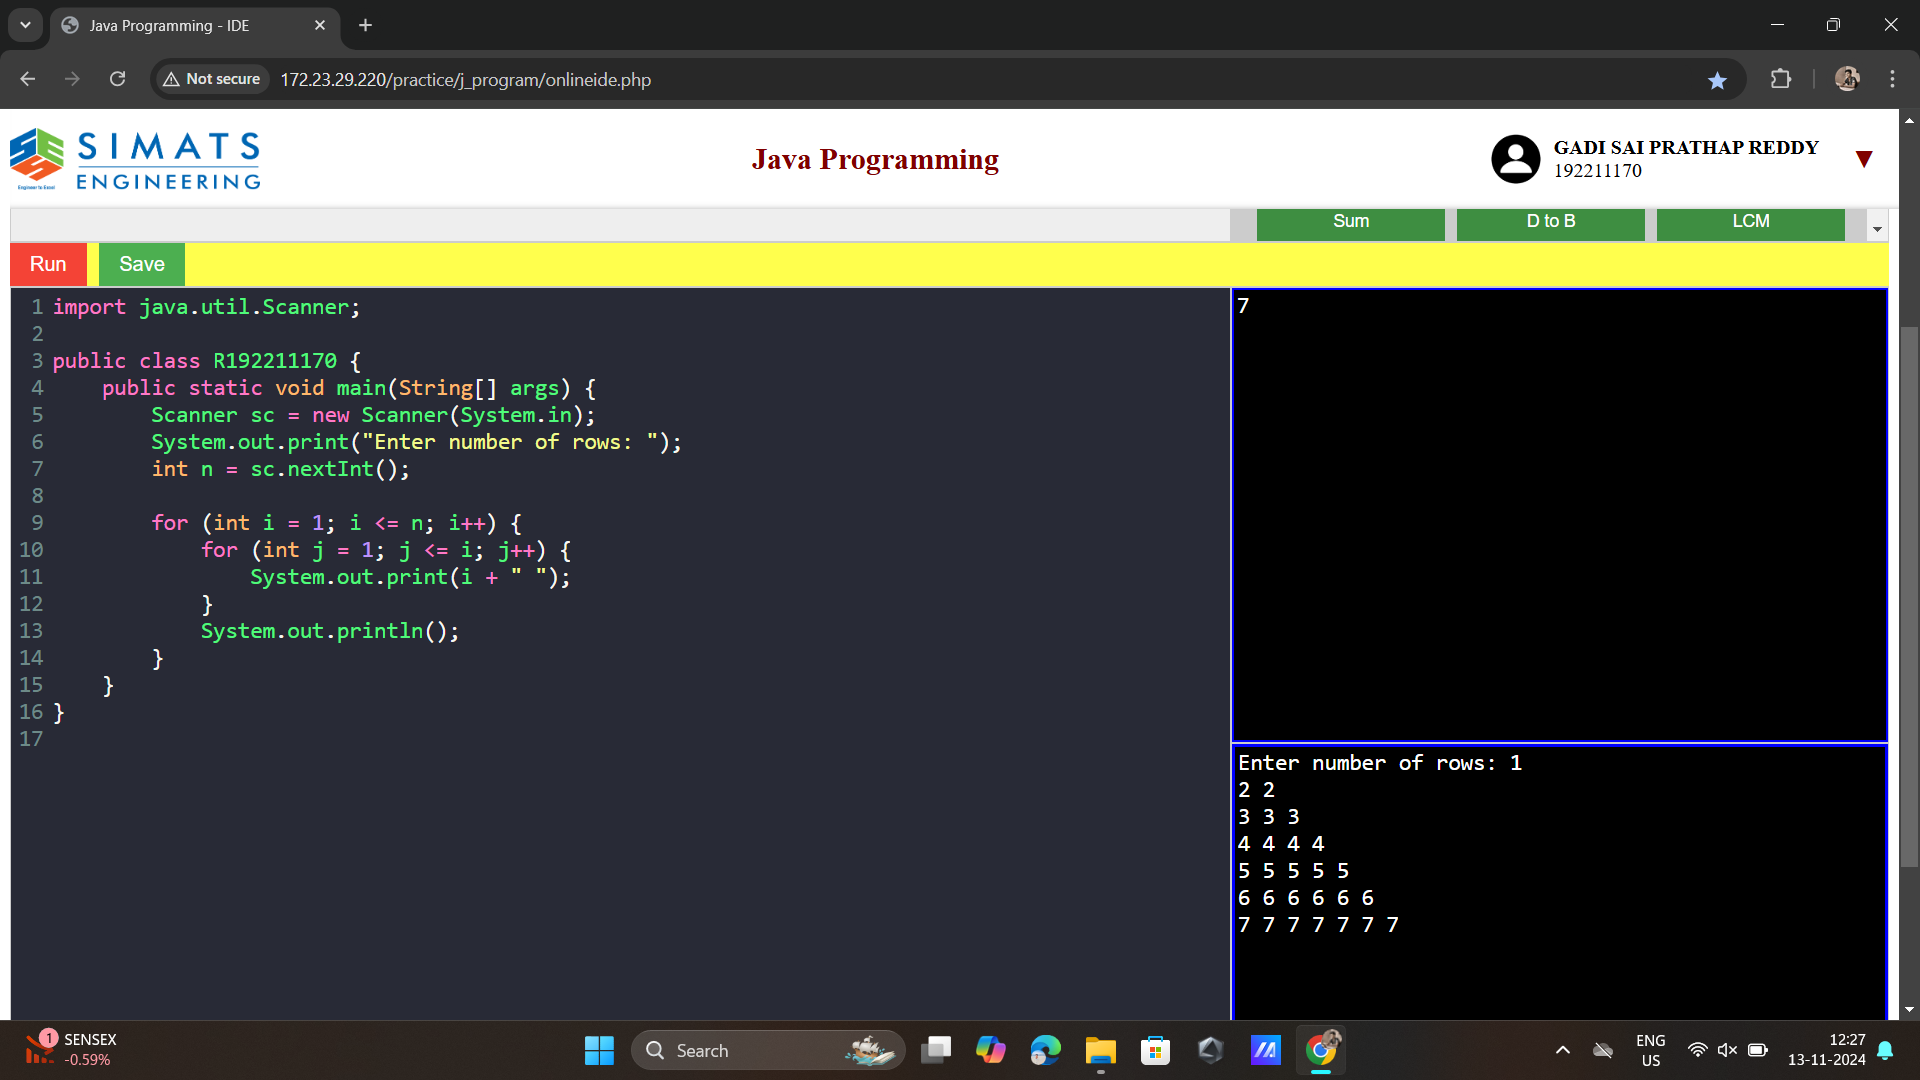 Java Programming - IDE
Not secure
172.23.29.220/practice/j_program/onlineide.php
SIMATS
ENGINEERING
Engineer to Excel
Java Programming
GADI SAI PRATHAP REDDY
192211170
Sum
D to B
LCM
Run
Save
1 import java.util.Scanner;
2
3 public class R192211170 {
4     public static void main(String[] args) {
5         Scanner sc = new Scanner(System.in);
6         System.out.print("Enter number of rows: ");
7         int n = sc.nextInt();
8
9         for (int i = 1; i <= n; i++) {
10             for (int j = 1; j <= i; j++) {
11                 System.out.print(i + " ");
12             }
13             System.out.println();
14         }
15     }
16 }
17
7
Enter number of rows: 1
2 2
3 3 3
4 4 4 4
5 5 5 5 5
6 6 6 6 6 6
7 7 7 7 7 7 7
1
SENSEX
-0.59%
Search
ENG
US
12:27
13-11-2024